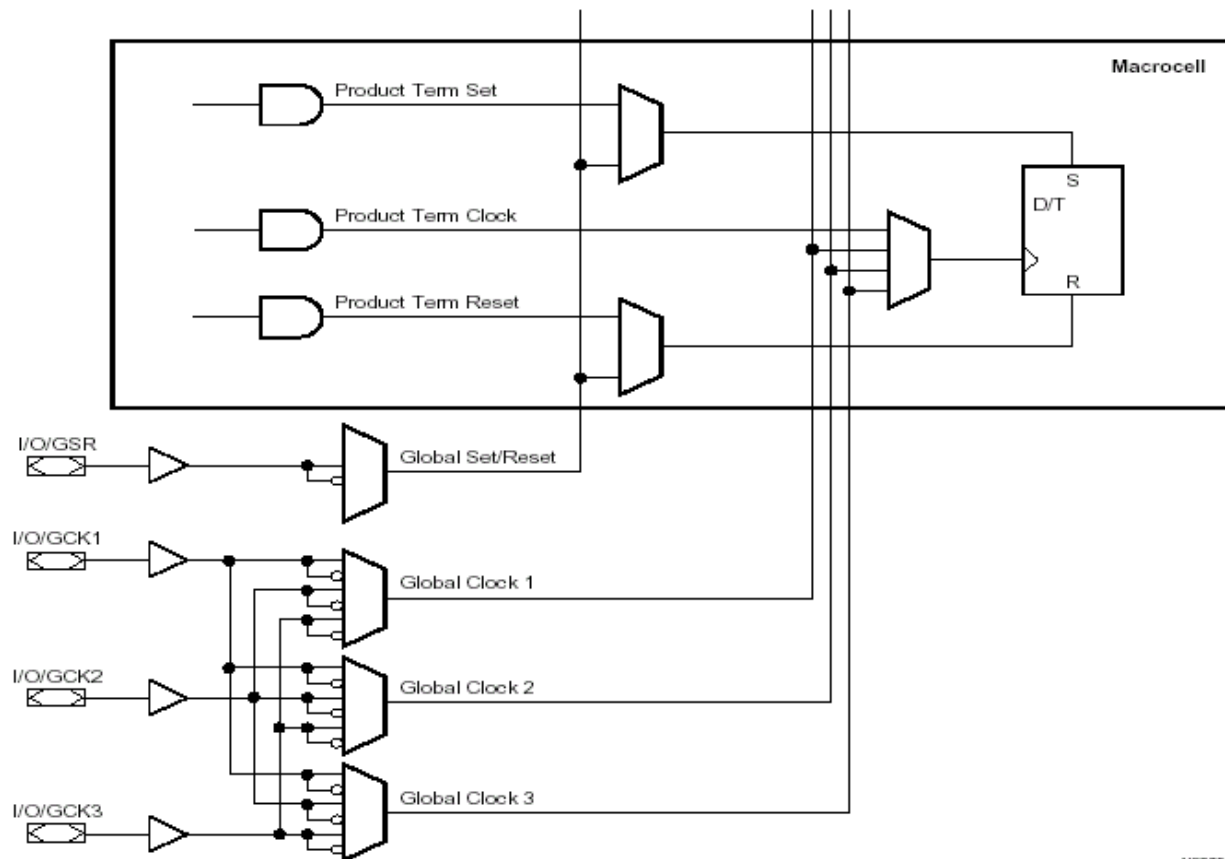 Macrocell
Product Term Set
S
D/T
Product Term Clock
R
Product Term Reset
I/O/GSR
Global Set/Reset
I/O/GCK1
Global Clock 1
I/O/GCK2
Global Clock 2
I/O/GCK3
Global Clock 3